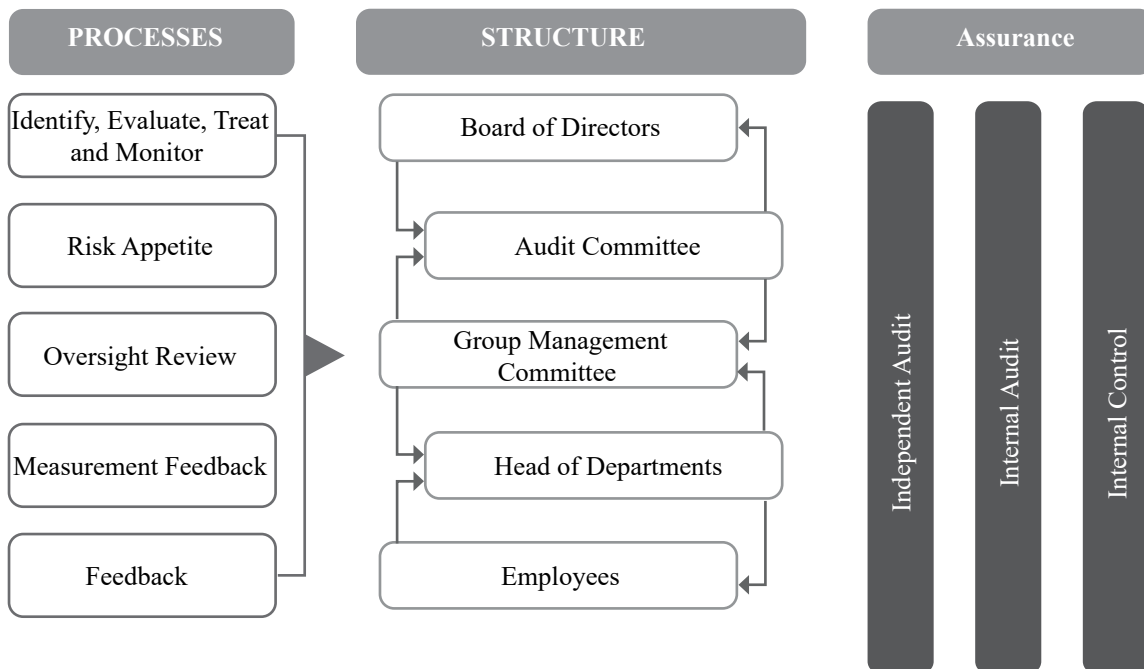 PROCESSES
Identify, Evaluate, Treat
and Monitor
Risk Appetite
Oversight Review
Measurement Feedback
Feedback
STRUCTURE
Board of Directors
Audit Committee
Group Management
Committee
Head of Departments
Employees
Assurance
Independent Audit
Internal Audit
Internal Control